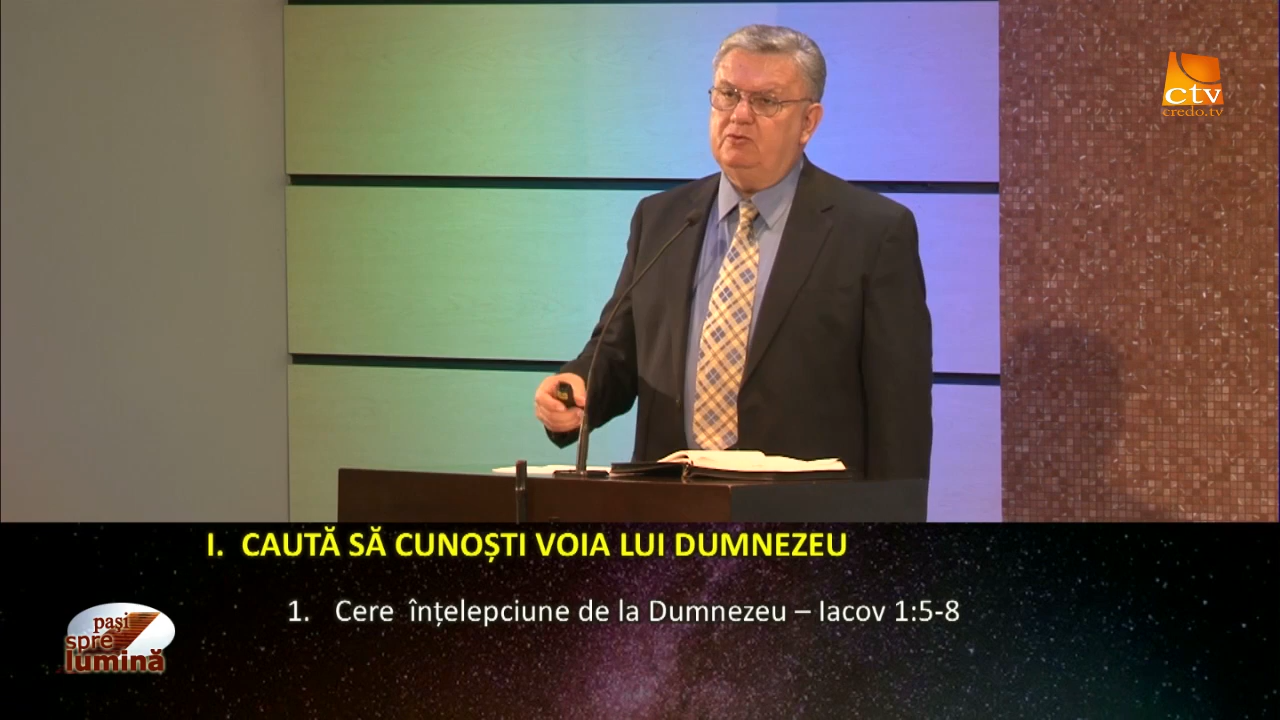 ctv
credo.tv
I. CAUTĂ SĂ CUNOȘTI VOIA LUI DUMNEZEU
1. Cere înțelepciune de la Dumnezeu – Iacov 1:5-8
pași
spre
lumină